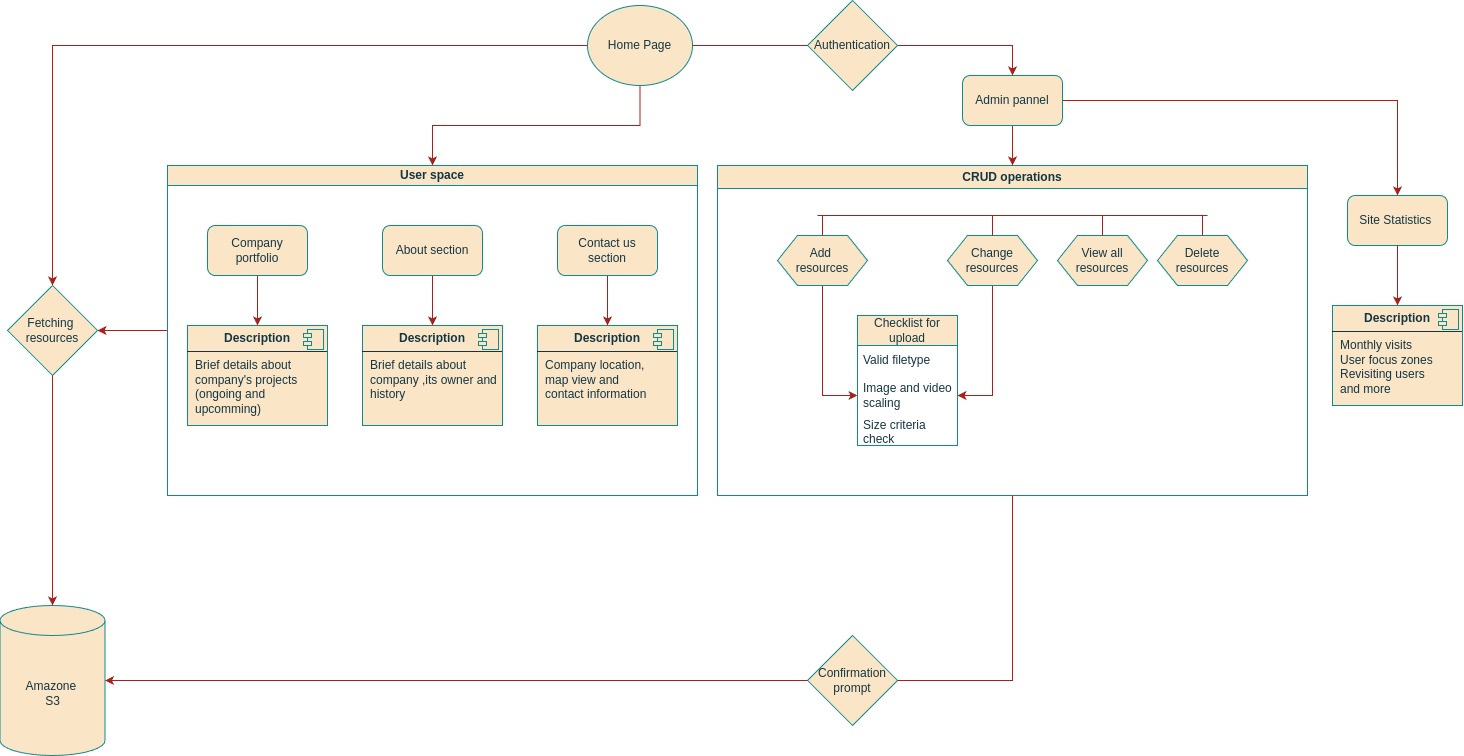 Home Page
Authentication
Admin pannel
User space
CRUD operations
Company
portfolio
About section
Contact us
section
Add
resources
Change
resources
View all
resources
Delete
resources
Site Statistics
Fetching
resources
Description
Brief details about
company's projects
(ongoing and
upcomming)
Description
Brief details about
company ,its owner and
history
Description
Company location,
map view and
contact information
Checklist for
upload
Valid filetype
Image and video
scaling
Size criteria
check
Description
Monthly visits
User focus zones
Revisiting users
and more
Amazone
S3
Confirmation
prompt